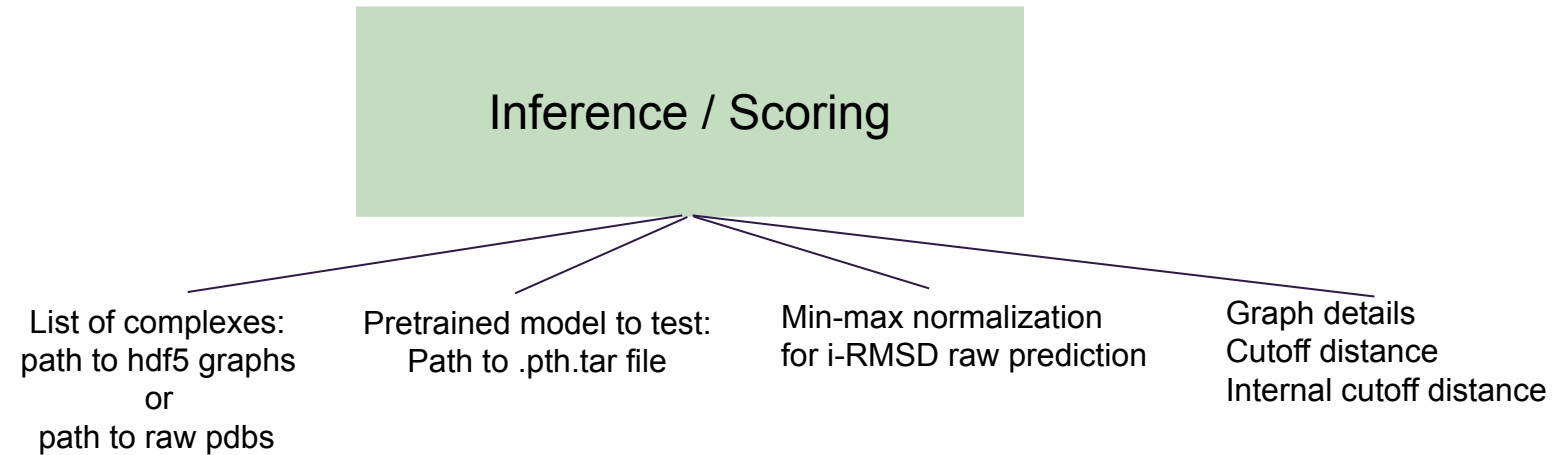 Inference / Scoring
List of complexes:
path to hdf5 graphs
or
path to raw pdbs
Pretrained model to test:
Path to .pth.tar file
Min-max normalization
for i-RMSD raw prediction
Graph details
Cutoff distance
Internal cutoff distance